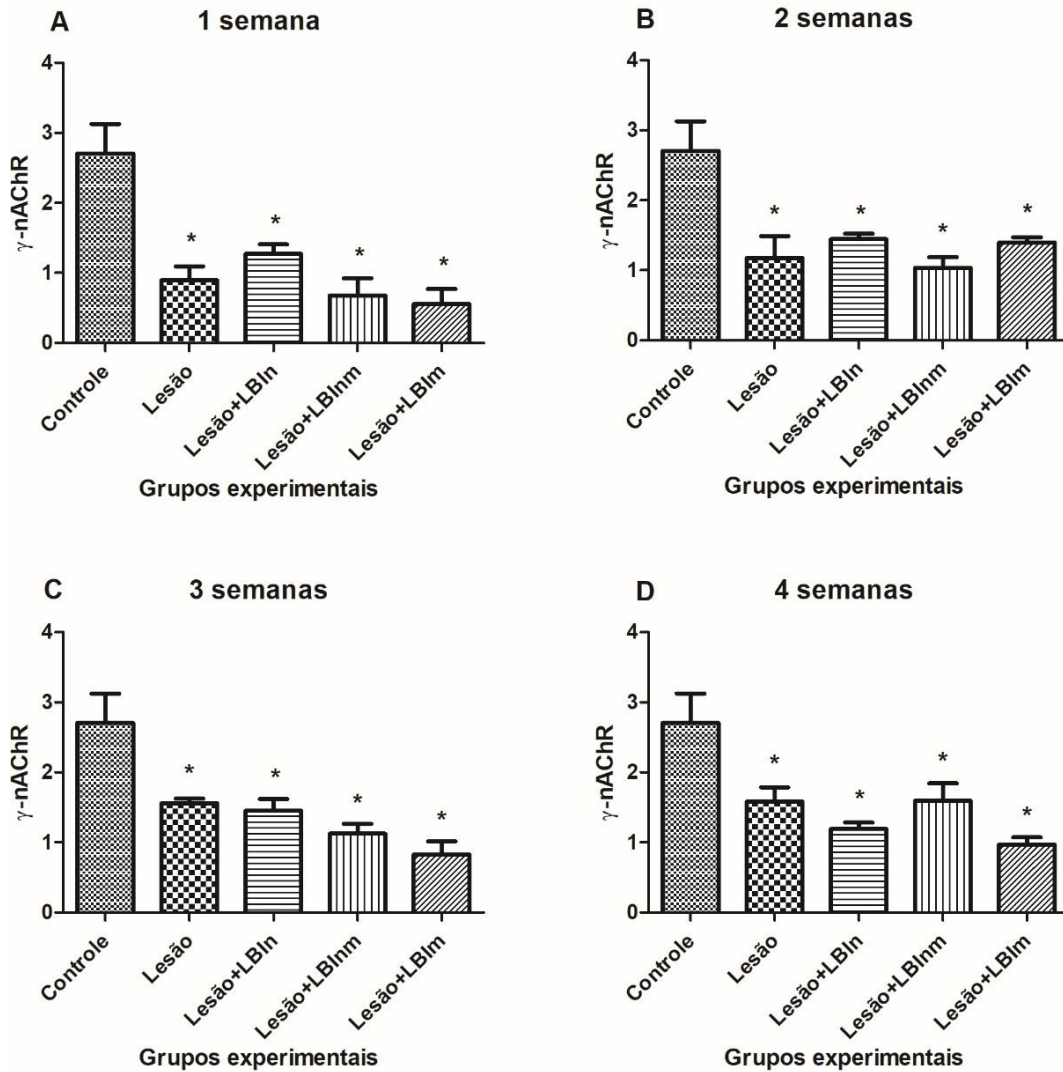 A
1 semana
γ-nAChR
4
3
2
1
0
*
*
*
*
Controle
Lesão
Lesão+LBIn
Lesão+LBInm
Lesão+LBIm
Grupos experimentais
B
2 semanas
γ-nAChR
4
3
2
1
0
*
*
*
*
Controle
Lesão
Lesão+LBIn
Lesão+LBInm
Lesão+LBIm
Grupos experimentais
C
3 semanas
γ-nAChR
4
3
2
1
0
*
*
*
*
Controle
Lesão
Lesão+LBIn
Lesão+LBInm
Lesão+LBIm
Grupos experimentais
D
4 semanas
γ-nAChR
4
3
2
1
0
*
*
*
*
Controle
Lesão
Lesão+LBIn
Lesão+LBInm
Lesão+LBIm
Grupos experimentais